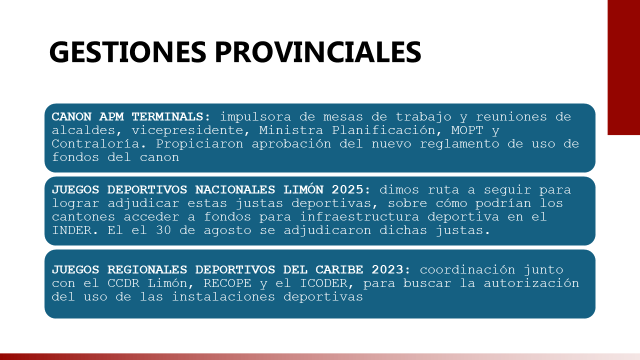 GESTIONES PROVINCIALES
CANON APM TERMINALS: impulsora de mesas de trabajo y reuniones de
alcaldes, vicepresidente, Ministra Planificación, MOPT y
Contraloría. Propiciaron aprobación del nuevo reglamento de uso de
fondos del canon
JUEGOS DEPORTIVOS NACIONALES LIMÓN 2025: dimos ruta a seguir para
lograr adjudicar estas justas deportivas, sobre cómo podrían los
cantones acceder a fondos para infraestructura deportiva en el
INDER. El el 30 de agosto se adjudicaron dichas justas.
JUEGOS REGIONALES DEPORTIVOS DEL CARIBE 2023: coordinación junto
con el CCDR Limón, RECOPE y el ICODER, para buscar la autorización
del uso de las instalaciones deportivas